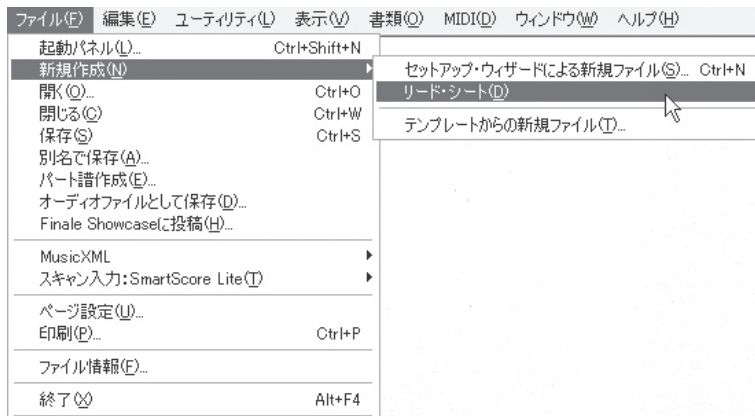 ファイル(F) 編集(E) ユーティリティ(L) 表示(V) 書類(O) MIDI(D) ウィンドウ(W) ヘルプ(H)
起動パネル(L)... Ctrl+Shift+N
新規作成(N)
セットアップ・ウィザードによる新規ファイル(S)... Ctrl+N
開く(O)... Ctrl+O
リード・シート(D)
閉じる(C) Ctrl+W
テンプレートからの新規ファイル(T)...
保存(S) Ctrl+S
別名で保存(A)...
パート譜作成(E)...
オーディオファイルとして保存(D)...
Finale Showcaseに投稿(H)...
MusicXML
スキャン入力:SmartScore Lite(T)
ページ設定(U)...
印刷(P)... Ctrl+P
ファイル情報(F)...
終了(X) Alt+F4